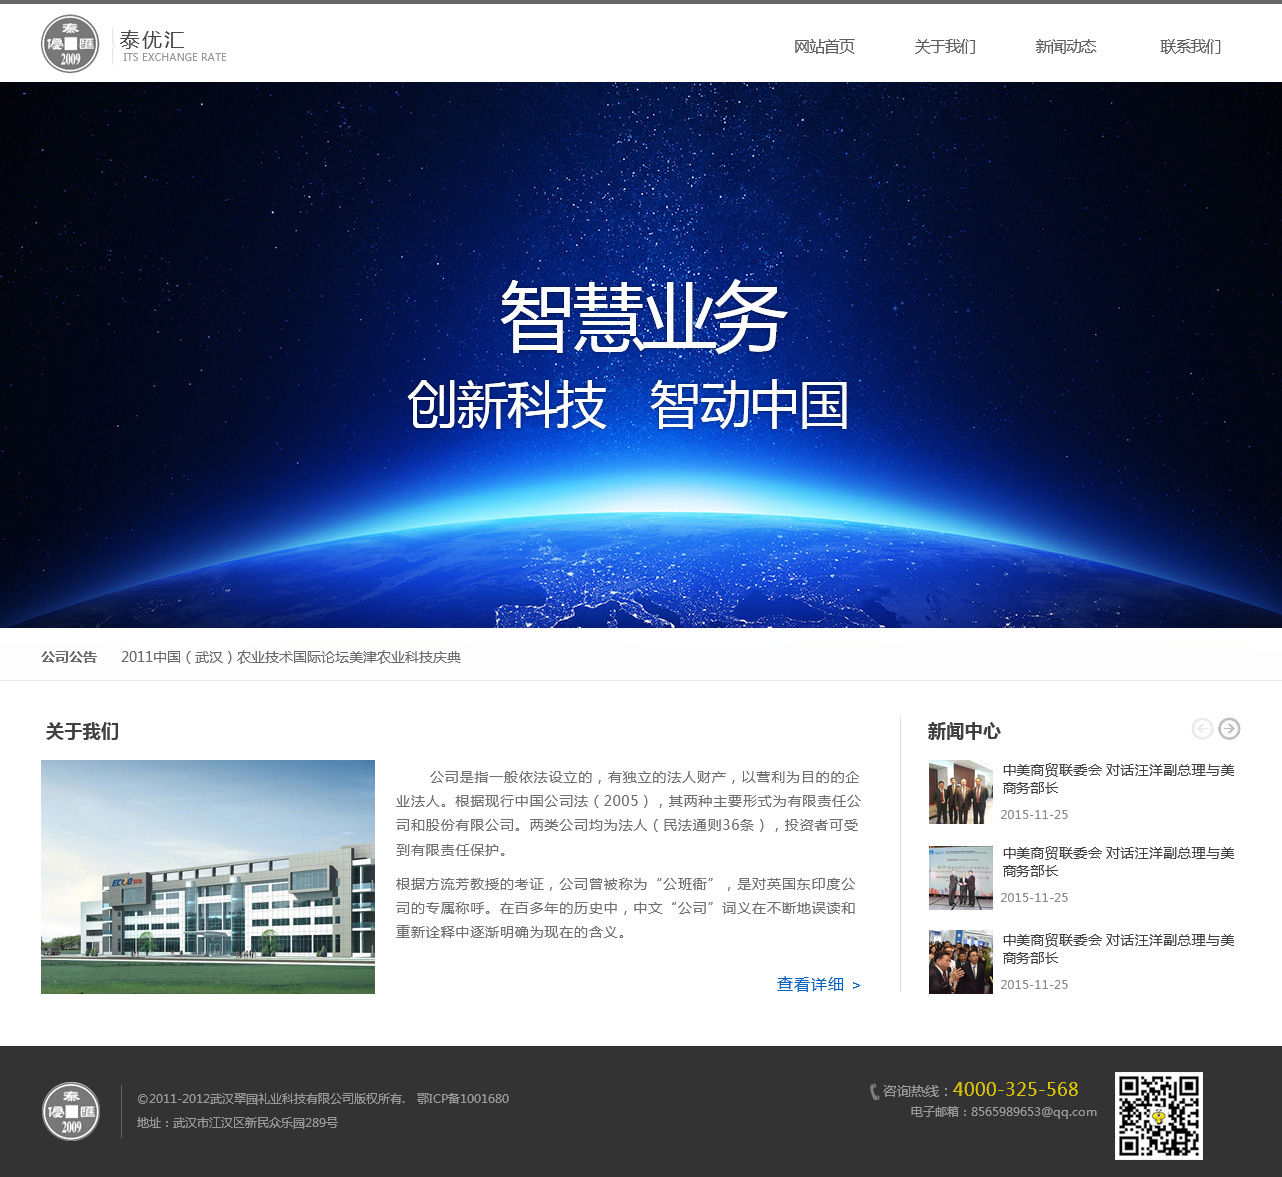 泰
優匯
2009
泰优汇
ITS EXCHANGE RATE
网站首页
关于我们
新闻动态
联系我们
智慧业务
创新科技 智动中国
公司公告
2011中国（武汉）农业技术国际论坛美津农业科技庆典
关于我们
公司是指一般依法设立的，有独立的法人财产，以营利为目的的企
业法人。根据现行中国公司法（2005），其两种主要形式为有限责任公
司和股份有限公司。两类公司均为法人（民法通则36条），投资者可受
到有限责任保护。
根据方流芳教授的考证，公司曾被称为“公班衙”，是对英国东印度公
司的专属称呼。在百多年的历史中，中文“公司”词义在不断地误读和
重新诠释中逐渐明确为现在的含义。
查看详细 >
新闻中心
中美商贸联委会 对话汪洋副总理与美
商务部长
2015-11-25
中美商贸联委会 对话汪洋副总理与美
商务部长
2015-11-25
中美商贸联委会 对话汪洋副总理与美
商务部长
2015-11-25
泰
優匯
2009
©2011-2012武汉翠园礼业科技有限公司版权所有. 鄂ICP备1001680
地址：武汉市江汉区新民众乐园289号
咨询热线：4000-325-568
电子邮箱：8565989653@qq.com